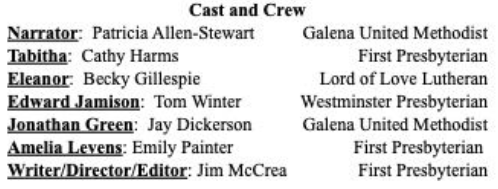 Cast and Crew
Narrator: Patricia Allen-Stewart Galena United Methodist
Tabitha: Cathy Harms First Presbyterian
Eleanor: Becky Gillespie Lord of Love Lutheran
Edward Jamison: Tom Winter Westminster Presbyterian
Jonathan Green: Jay Dickerson Galena United Methodist
Amelia Levens: Emily Painter First Presbyterian
Writer/Director/Editor: Jim McCrea First Presbyterian